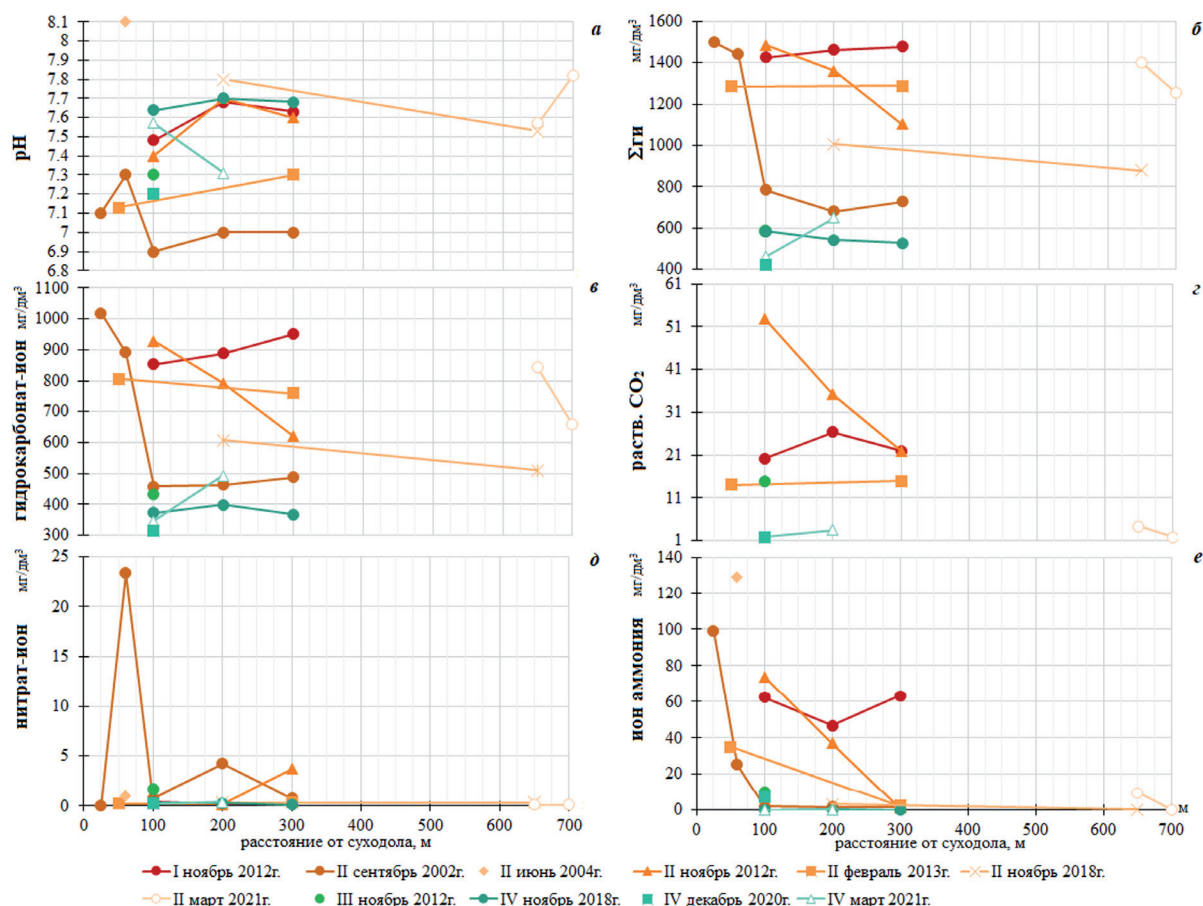 мг/дм³
а
8.1
8
7.9
7.8
7.7
7.6
7.5
7.4
7.3
7.2
7.1
7
6.9
6.8
pH
мг/дм³
б
1600
1400
1200
1000
800
600
400
Σги
мг/дм³
в
1100
1000
900
800
700
600
500
400
300
гидрокарбонат-ион
мг/дм³
г
61
51
41
31
21
11
1
раств. CO₂
мг/дм³
д
25
20
15
10
5
0
нитрат-ион
0 100 200 300 400 500 600 700
расстояние от суходола, м
мг/дм³
е
140
120
100
80
60
40
20
0
ион аммония
м
0 100 200 300 400 500 600 700
расстояние от суходола, м
I ноябрь 2012г. II сентябрь 2002г. II июнь 2004г. II ноябрь 2012г. II февраль 2013г. II ноябрь 2018г.
II март 2021г. III ноябрь 2012г. IV ноябрь 2018г. IV декабрь 2020г. IV март 2021г.